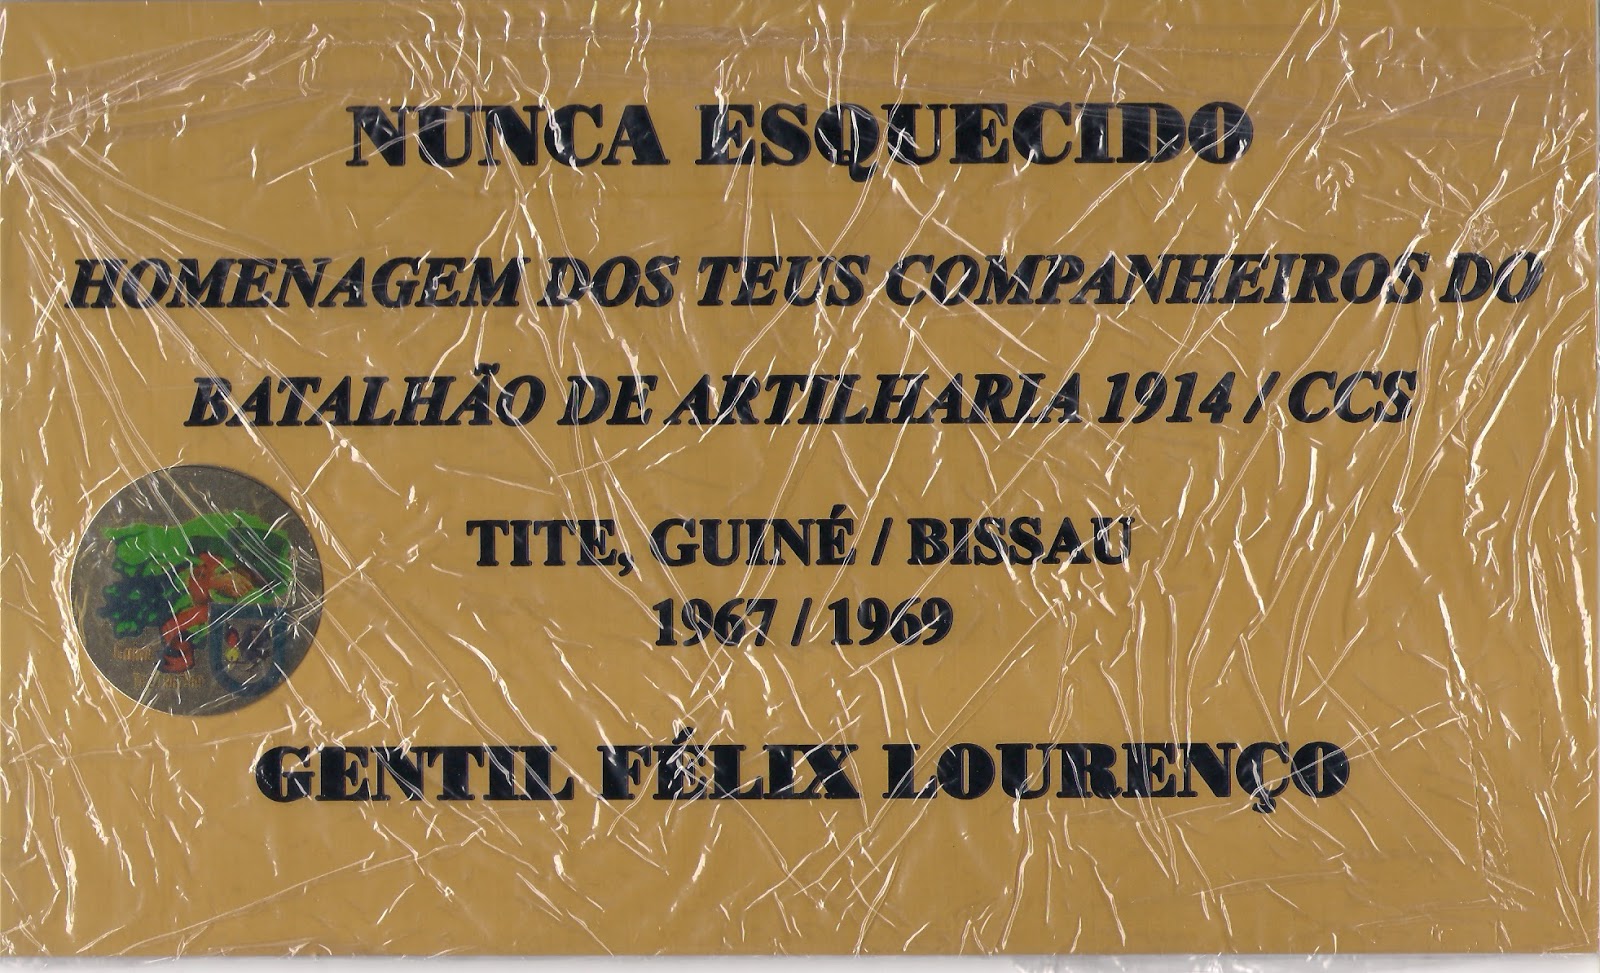 NUNCA ESQUECIDO
HOMENAGEM DOS TEUS COMPANHEIROS DO
BATALHÃO DE ARTILHARIA 1914 / CCS
TITE, GUINÉ / BISSAU
1967 / 1969
GENTIL FÉLIX LOURENÇO